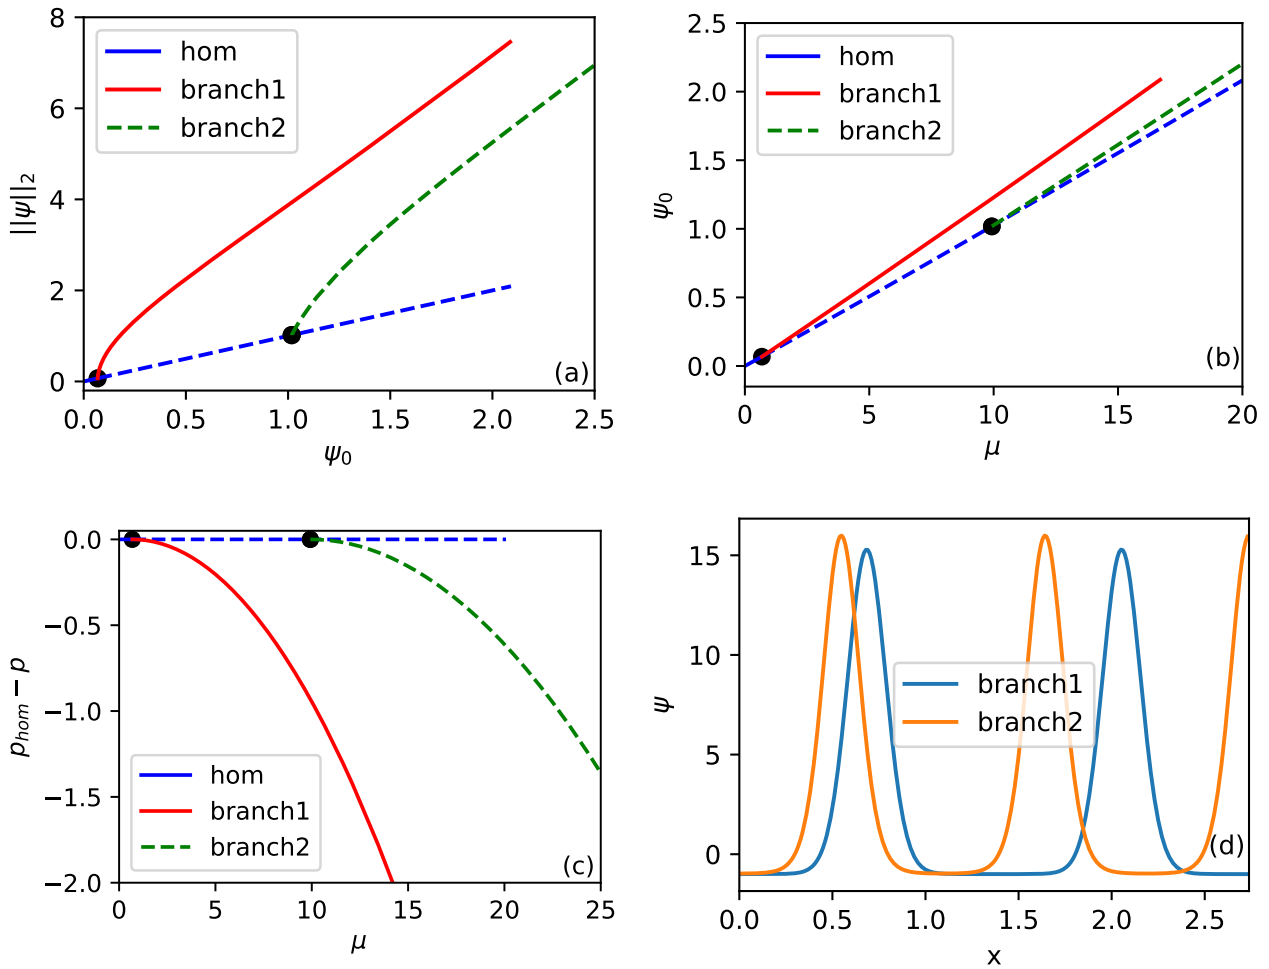 8
6
4
2
0
||ψ||₂
hom
branch1
branch2
(a)
0.0 0.5 1.0 1.5 2.0 2.5
ψ₀
2.5
2.0
1.5
1.0
0.5
0.0
ψ₀
hom
branch1
branch2
(b)
0 5 10 15 20
μ
0.0
−0.5
−1.0
−1.5
−2.0
p_hom − p
hom
branch1
branch2
(c)
0 5 10 15 20 25
μ
15
10
5
0
ψ
branch1
branch2
(d)
0.0 0.5 1.0 1.5 2.0 2.5
x